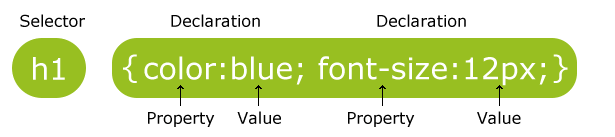 Selector Declaration Declaration
h1 {color:blue; font-size:12px;}
Property Value Property Value